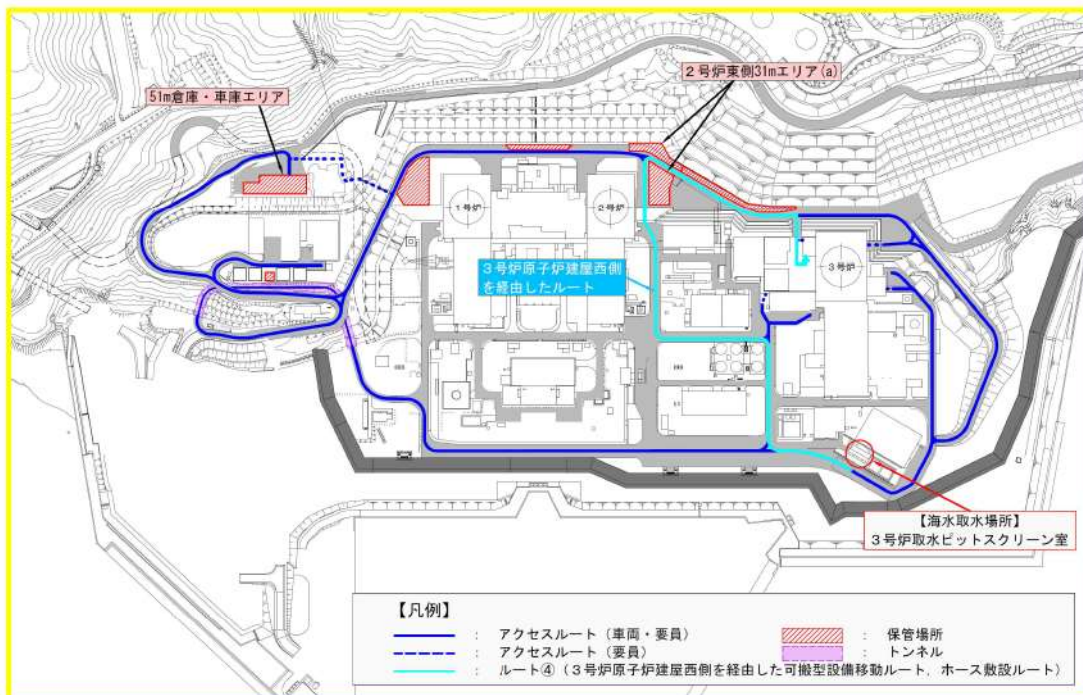 ２号炉東側31mエリア(a)
51m倉庫・車庫エリア
１号炉
２号炉
３号炉
３号炉原子炉建屋西側
を経由したルート
【海水取水場所】
３号炉取水ピットスクリーン室
【凡例】
： アクセスルート（車両・要員）
： 保管場所
： アクセスルート（要員）
： トンネル
： ルート④（３号炉原子炉建屋西側を経由した可搬型設備移動ルート，ホース敷設ルート）